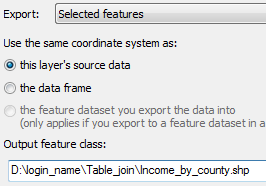 Export: Selected features
Use the same coordinate system as:
this layer's source data
the data frame
the feature dataset you export the data into
(only applies if you export to a feature dataset in a
Output feature class:
D:\login_name\Table_join\Income_by_county.shp